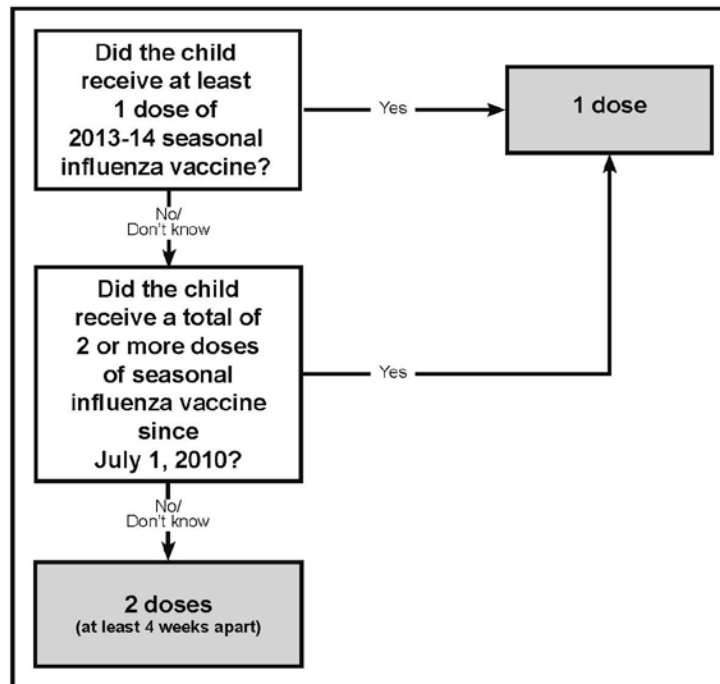 Did the child
receive at least
1 dose of
2013-14 seasonal
influenza vaccine?
Yes
1 dose
No/
Don't know
Did the child
receive a total of
2 or more doses
of seasonal
influenza vaccine
since
July 1, 2010?
Yes
No/
Don't know
2 doses
(at least 4 weeks apart)